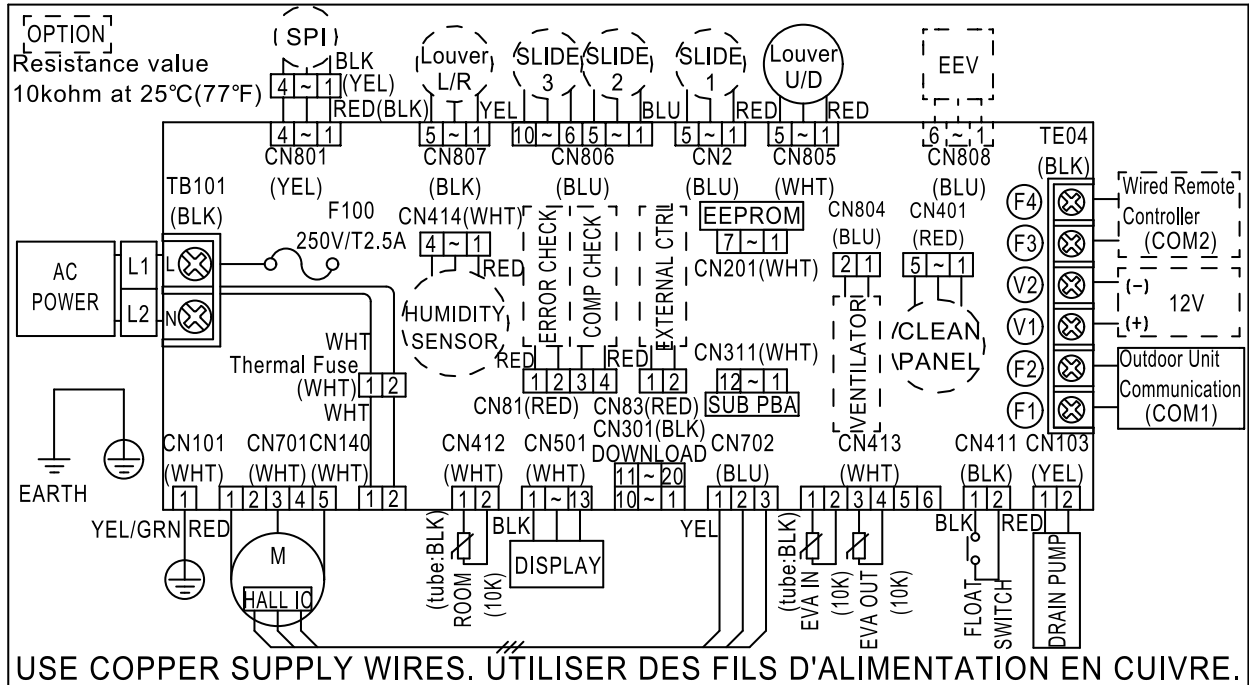 OPTION
Resistance value
10kohm at 25℃(77℉)
SPI
BLK
(YEL)
4 ~ 1
RED(BLK)
Louver
L/R
YEL
SLIDE
3
SLIDE
2
BLU
SLIDE
1
RED
Louver
U/D
RED
EEV
4 ~ 1
5 ~ 1
10 ~ 6 5 ~ 1
5 ~ 1
5 ~ 1
6 ~ 1
CN801
(YEL)
CN807
(BLK)
CN806
(BLU)
CN2
(BLU)
CN805
(WHT)
CN808
(BLU)
TE04
(BLK)
TB101
(BLK)
F100
250V/T2.5A
CN414(WHT)
4 ~ 1
RED
HUMIDITY
SENSOR
ERROR CHECK
COMP CHECK
EXTERNAL CTRL
EEPROM
7 ~ 1
CN201(WHT)
CN804
(BLU)
2 1
VENTILATOR
CN401
(RED)
5 ~ 1
CLEAN
PANEL
F4
F3
V2
V1
F2
F1
Wired Remote
Controller
(COM2)
(-)
12V
(+)
Outdoor Unit
Communication
(COM1)
AC
POWER
L1
L2
L
N
WHT
Thermal Fuse
(WHT)
1 2
WHT
RED
1 2 3 4
CN81(RED)
RED
1 2
CN83(RED)
CN311(WHT)
12 ~ 1
SUB PBA
CN301(BLK)
DOWNLOAD
11 ~ 20
10 ~ 1
EARTH
CN101
(WHT)
CN701
(WHT)
CN140
(WHT)
CN412
(WHT)
CN501
(WHT)
CN702
(BLU)
CN413
(WHT)
CN411
(BLK)
CN103
(YEL)
1
1 2 3 4 5
1 2
1 2
1 ~ 13
1 2 3
1 2 3 4 5 6
1 2
1 2
YEL/GRN
RED
M
HALL IC
(tube:BLK)
ROOM
(10K)
BLK
DISPLAY
YEL
(tube:BLK)
EVA IN
(10K)
EVA OUT
(10K)
BLK
FLOAT
SWITCH
RED
DRAIN PUMP
USE COPPER SUPPLY WIRES. UTILISER DES FILS D'ALIMENTATION EN CUIVRE.